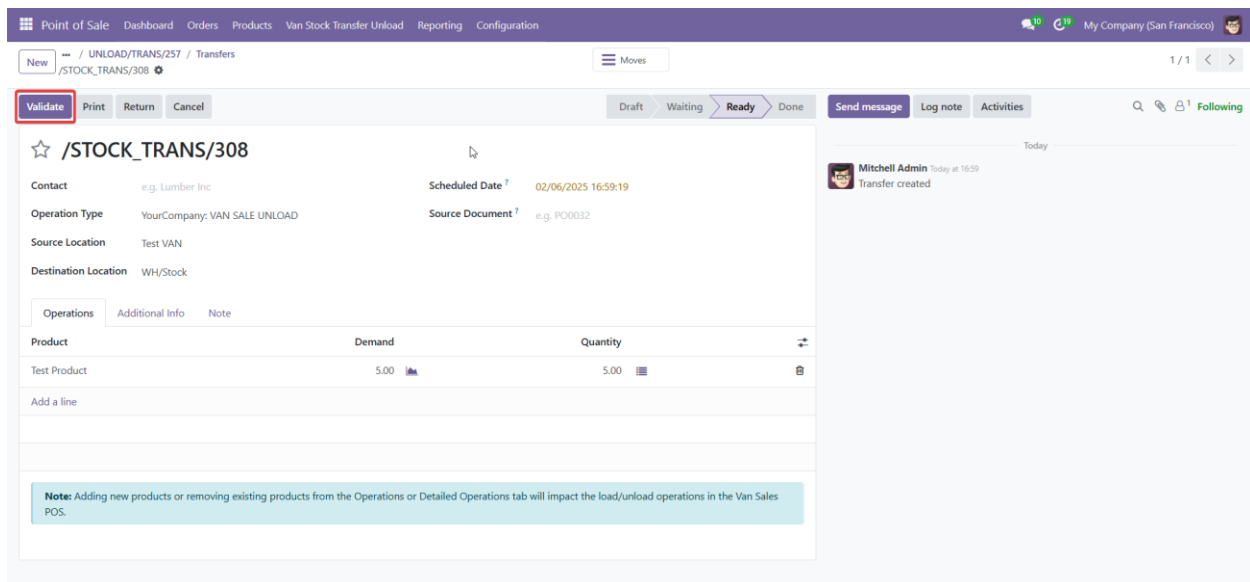 Point of Sale Dashboard Orders Products Van Stock Transfer Unload Reporting Configuration 10 19 My Company (San Francisco)
New ... / UNLOAD/TRANS/257 / Transfers
/STOCK_TRANS/308
Moves
1 / 1
Validate Print Return Cancel Draft Waiting Ready Done Send message Log note Activities 1 Following
/STOCK_TRANS/308
Today
Contact e.g. Lumber Inc Scheduled Date ? 02/06/2025 16:59:19
Mitchell Admin Today at 16:59
Transfer created
Operation Type YourCompany: VAN SALE UNLOAD Source Document ? e.g. PO0032
Source Location Test VAN
Destination Location WH/Stock
Operations Additional Info Note
Product Demand Quantity
Test Product 5.00 5.00
Add a line
Note: Adding new products or removing existing products from the Operations or Detailed Operations tab will impact the load/unload operations in the Van Sales
POS.